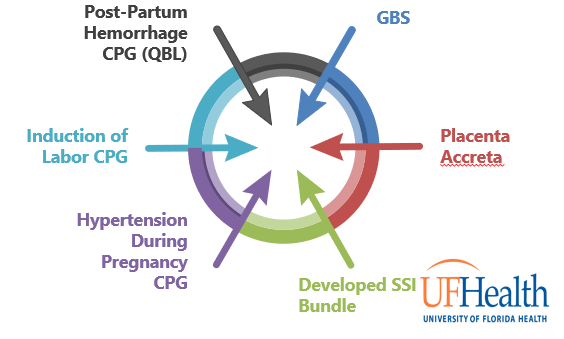 Post-Partum
Hemorrhage
CPG (QBL)
GBS
Induction of
Labor CPG
Placenta
Accreta
Hypertension
During
Pregnancy
CPG
Developed SSI
Bundle
UFHealth
UNIVERSITY OF FLORIDA HEALTH